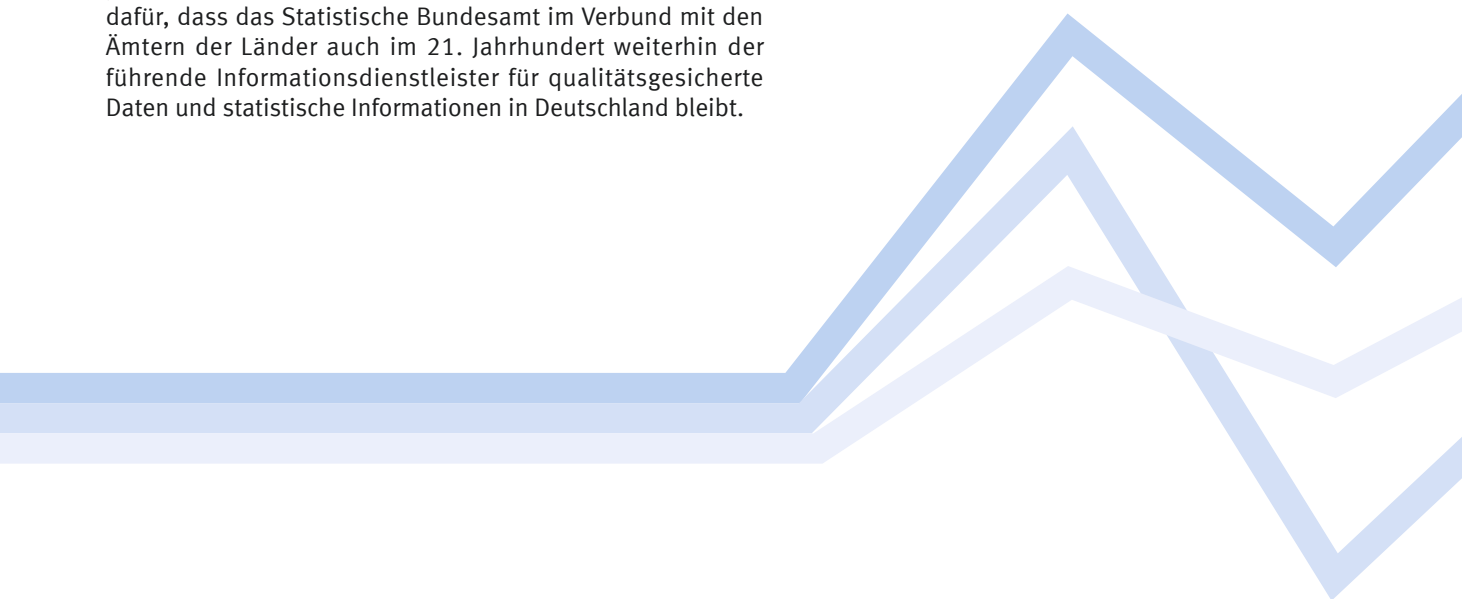 dafür, dass das Statistische Bundesamt im Verbund mit den
Ämtern der Länder auch im 21. Jahrhundert weiterhin der
führende Informationsdienstleister für qualitätsgesicherte
Daten und statistische Informationen in Deutschland bleibt.